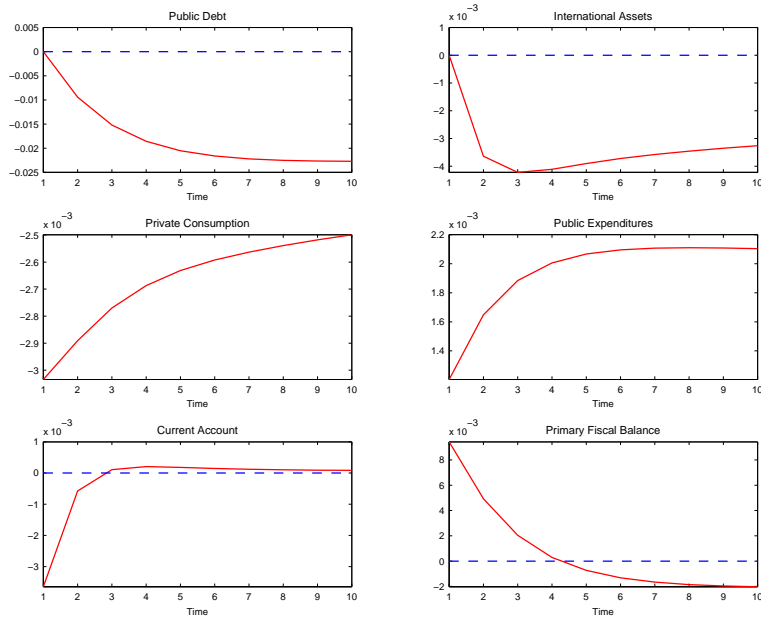 Public Debt
0.005
0
−0.005
−0.01
−0.015
−0.02
−0.025
1 2 3 4 5 6 7 8 9 10
Time
International Assets
x 10^−3
1
0
−1
−2
−3
−4
1 2 3 4 5 6 7 8 9 10
Time
Private Consumption
x 10^−3
−2.5
−2.6
−2.7
−2.8
−2.9
−3
1 2 3 4 5 6 7 8 9 10
Time
Public Expenditures
x 10^−3
2.2
2
1.8
1.6
1.4
1 2 3 4 5 6 7 8 9 10
Time
Current Account
x 10^−3
1
0
−1
−2
−3
1 2 3 4 5 6 7 8 9 10
Time
Primary Fiscal Balance
x 10^−3
8
6
4
2
0
−2
1 2 3 4 5 6 7 8 9 10
Time